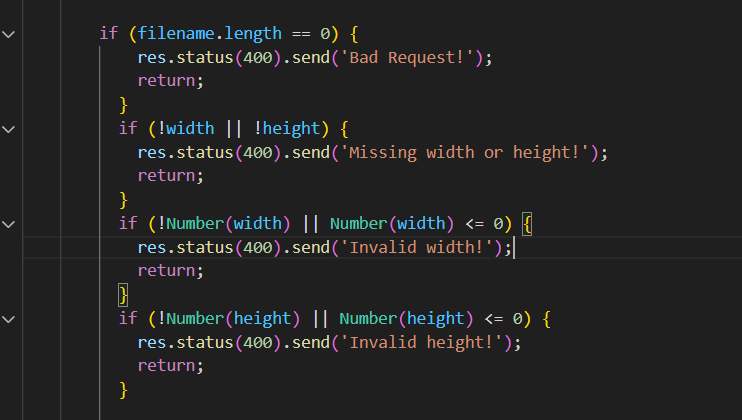 if (filename.length == 0) {
res.status(400).send('Bad Request!');
return;
}
if (!width || !height) {
res.status(400).send('Missing width or height!');
return;
}
if (!Number(width) || Number(width) <= 0) {
res.status(400).send('Invalid width!');
return;
}
if (!Number(height) || Number(height) <= 0) {
res.status(400).send('Invalid height!');
return;
}